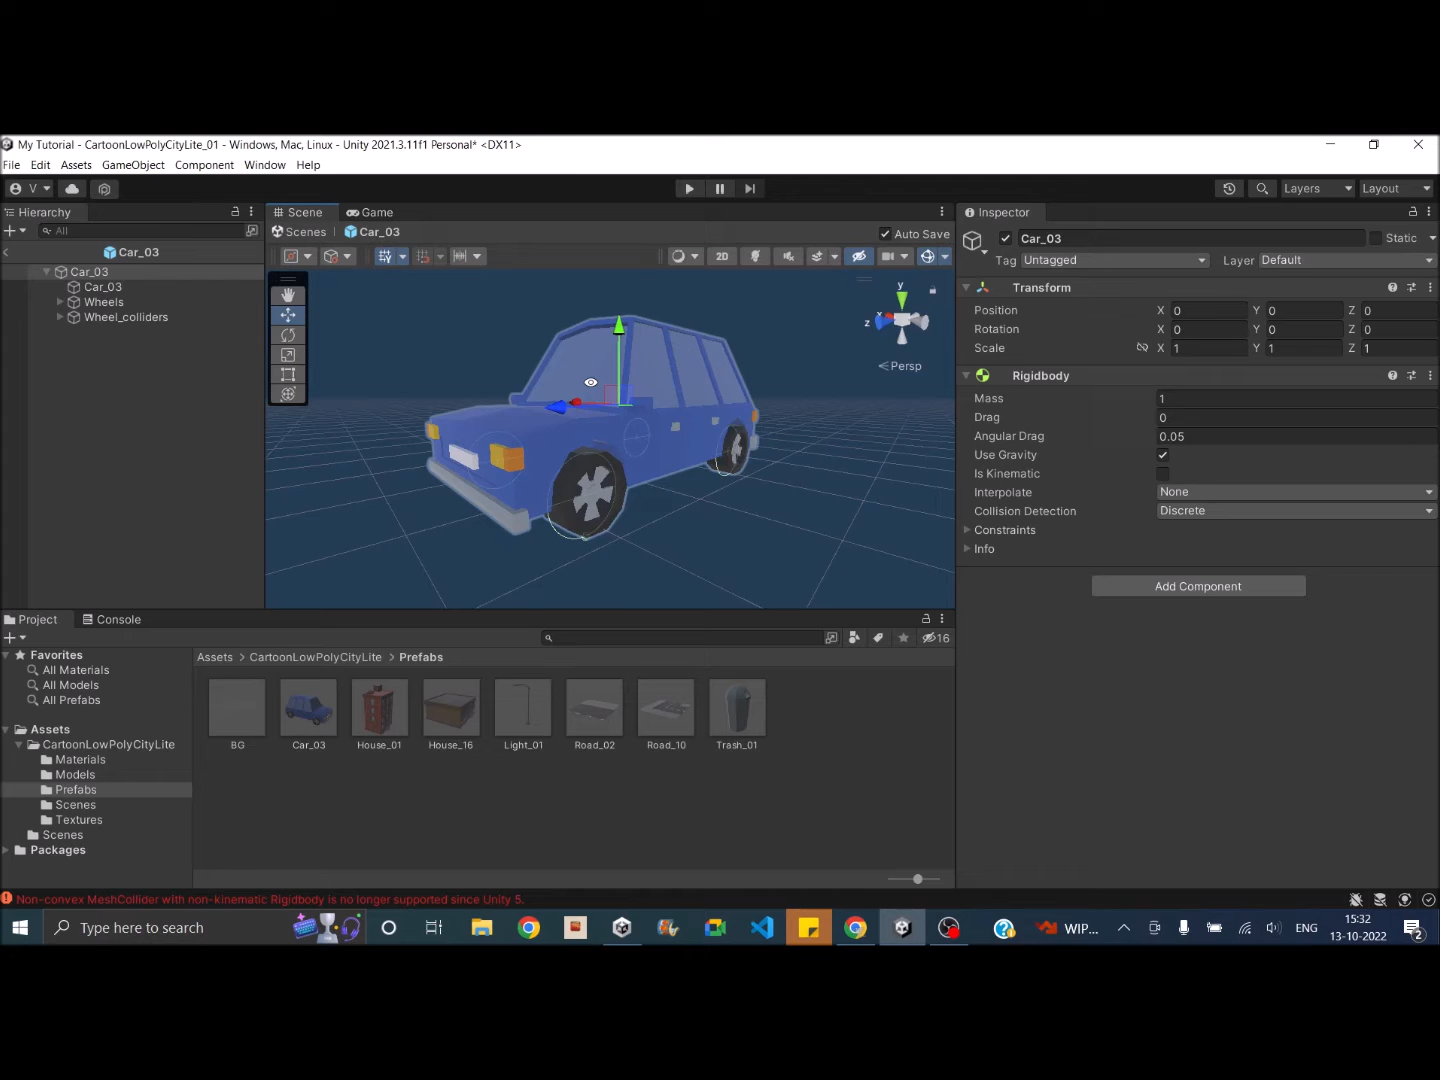 My Tutorial - CartoonLowPolyCityLite_01 - Windows, Mac, Linux - Unity 2021.3.11f1 Personal* <DX11>
File Edit Assets GameObject Component Window Help
V Layers Layout
Hierarchy
All
Car_03
Car_03
Car_03
Wheels
Wheel_colliders
Scene Game
Scenes Car_03 Auto Save
2D
y
x
z
Persp
Inspector
Car_03 Static
Tag Untagged Layer Default
Transform
Position X 0 Y 0 Z 0
Rotation X 0 Y 0 Z 0
Scale X 1 Y 1 Z 1
Rigidbody
Mass 1
Drag 0
Angular Drag 0.05
Use Gravity
Is Kinematic
Interpolate None
Collision Detection Discrete
Constraints
Info
Add Component
Project Console
16
Favorites
All Materials
All Models
All Prefabs
Assets
CartoonLowPolyCityLite
Materials
Models
Prefabs
Scenes
Textures
Scenes
Packages
Assets > CartoonLowPolyCityLite > Prefabs
BG Car_03 House_01 House_16 Light_01 Road_02 Road_10 Trash_01
Non-convex MeshCollider with non-kinematic Rigidbody is no longer supported since Unity 5.
Type here to search
WIP...
ENG
15:32
13-10-2022
2